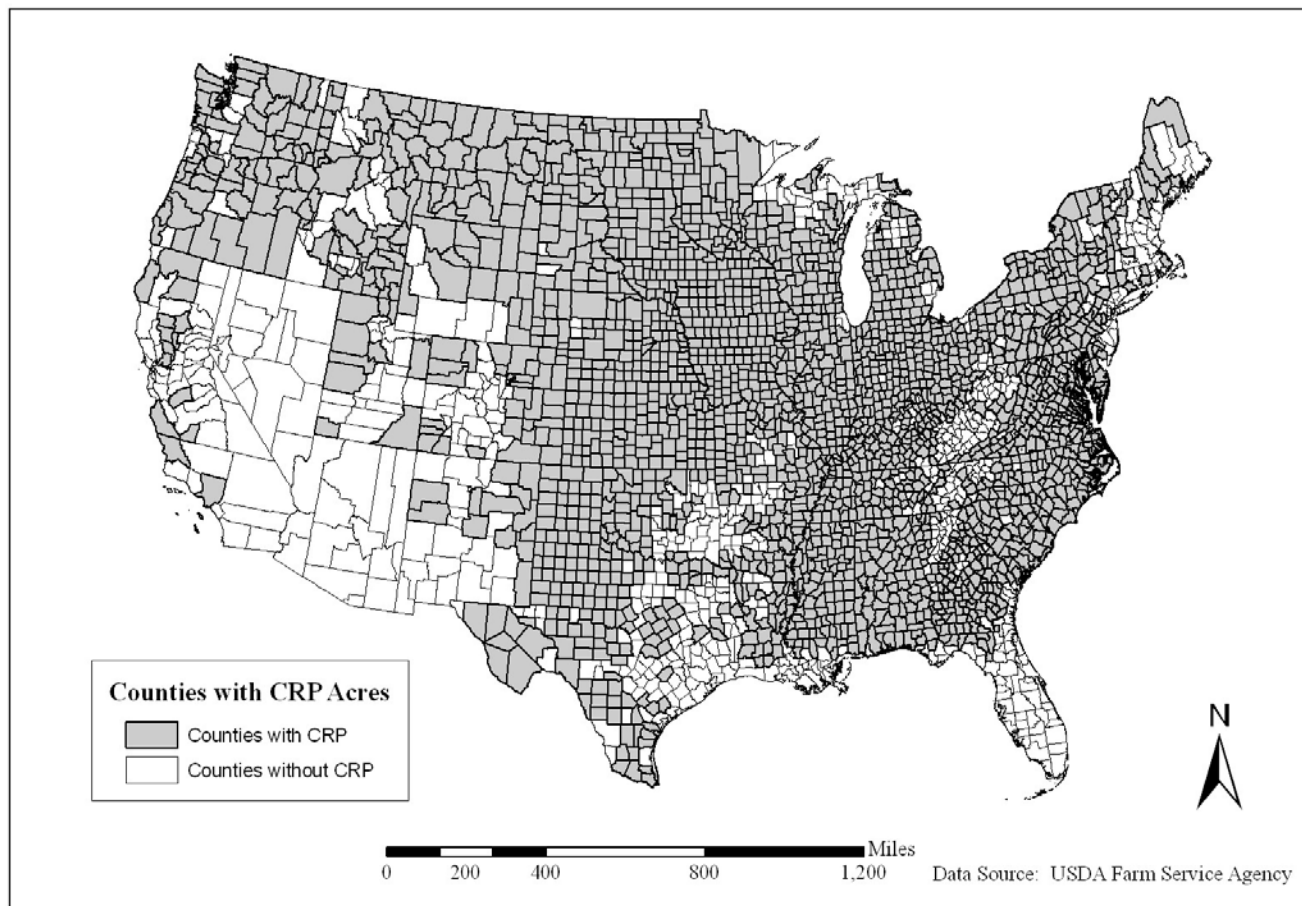 Counties with CRP Acres
Counties with CRP
Counties without CRP
N
Miles
0 200 400 800 1,200
Data Source: USDA Farm Service Agency